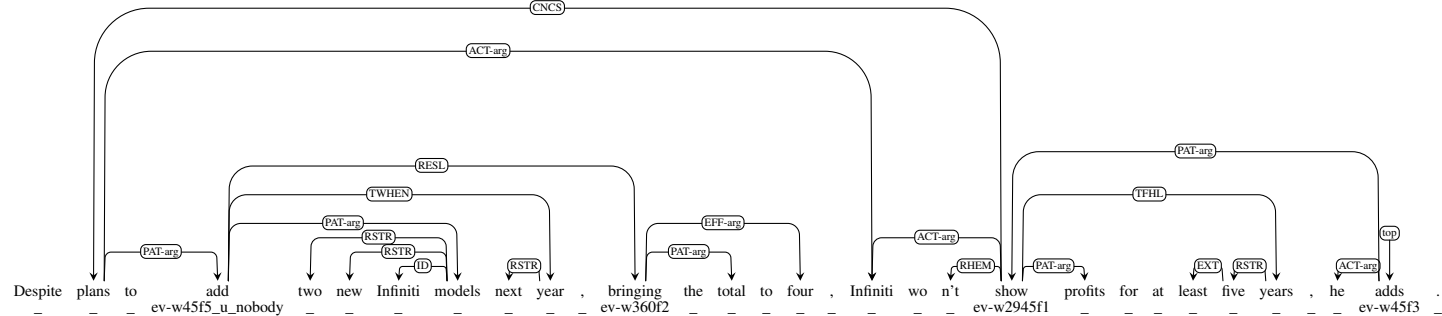 CNCS
ACT-arg
PAT-arg
RESL
TWHEN
TFHL
PAT-arg EFF-arg
RSTR ACT-arg top
PAT-arg RSTR PAT-arg
ID RSTR RHEM PAT-arg EXT RSTR ACT-arg
Despite plans to add two new Infiniti models next year , bringing the total to four , Infiniti wo n't show profits for at least five years , he adds .
_ _ _ ev-w45f5_u_nobody _ _ _ _ _ _ _ ev-w360f2 _ _ _ _ _ _ _ _ ev-w2945f1 _ _ _ _ _ _ _ _ ev-w45f3 _